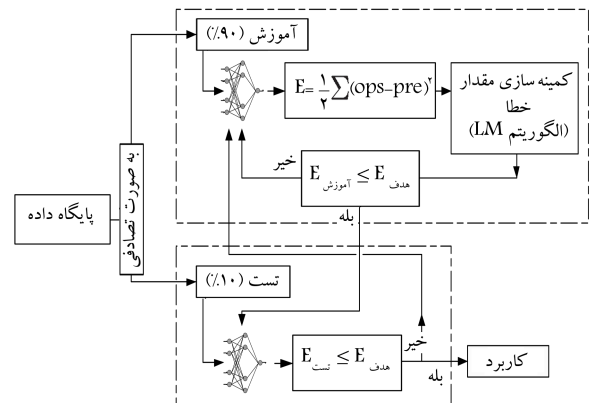 آموزش (۹۰٪)
E= ۱/۲ ∑(ops-pre)²
کمینه سازی مقدار
خطا
(الگوریتم LM)
E آموزش ≤ E هدف
خیر
بله
پایگاه داده
به صورت تصادفی
تست (۱۰٪)
E تست ≤ E هدف
خیر
بله
کاربرد